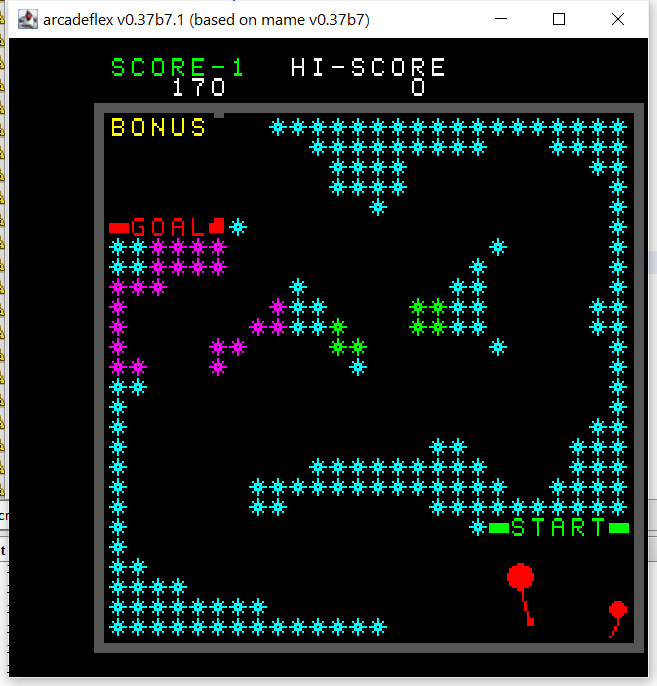 arcadeflex v0.37b7.1 (based on mame v0.37b7)
SCORE-1 HI-SCORE
170 0
BONUS
GOAL
START